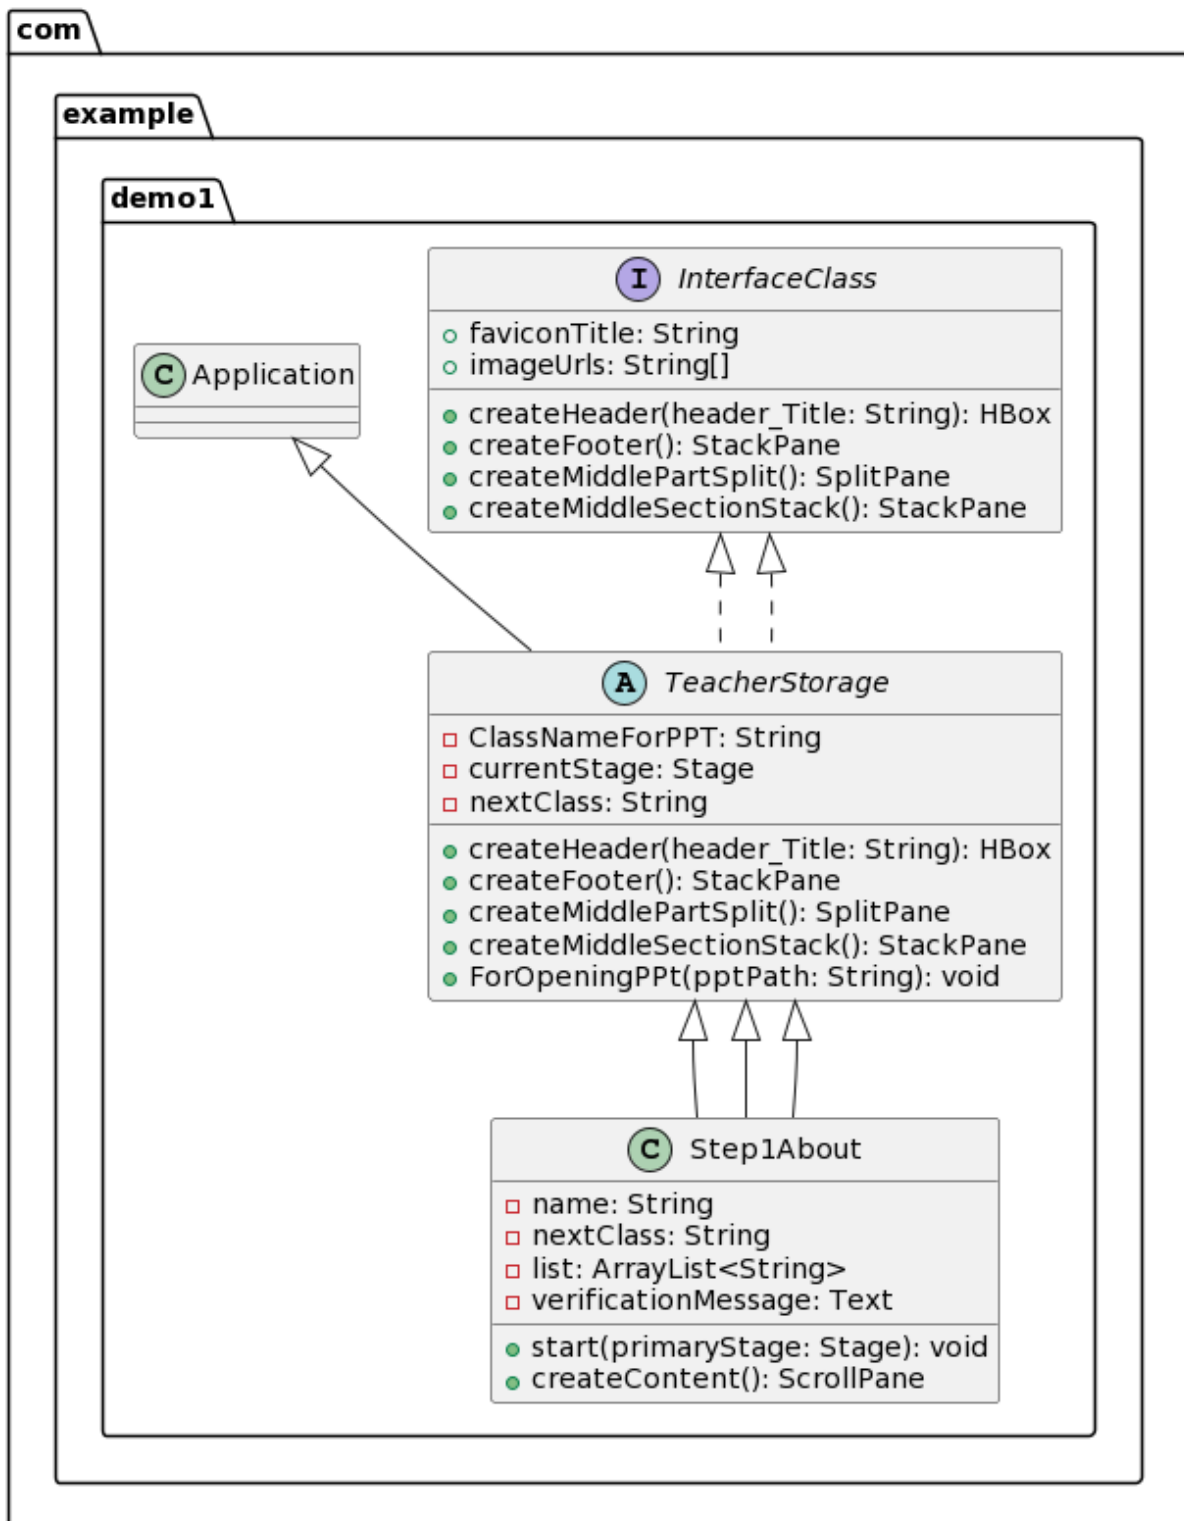 com
example
demo1
I InterfaceClass
faviconTitle: String
imageUrls: String[]
createHeader(header_Title: String): HBox
createFooter(): StackPane
createMiddlePartSplit(): SplitPane
createMiddleSectionStack(): StackPane
C Application
A TeacherStorage
ClassNameForPPT: String
currentStage: Stage
nextClass: String
createHeader(header_Title: String): HBox
createFooter(): StackPane
createMiddlePartSplit(): SplitPane
createMiddleSectionStack(): StackPane
ForOpeningPPt(pptPath: String): void
C Step1About
name: String
nextClass: String
list: ArrayList<String>
verificationMessage: Text
start(primaryStage: Stage): void
createContent(): ScrollPane